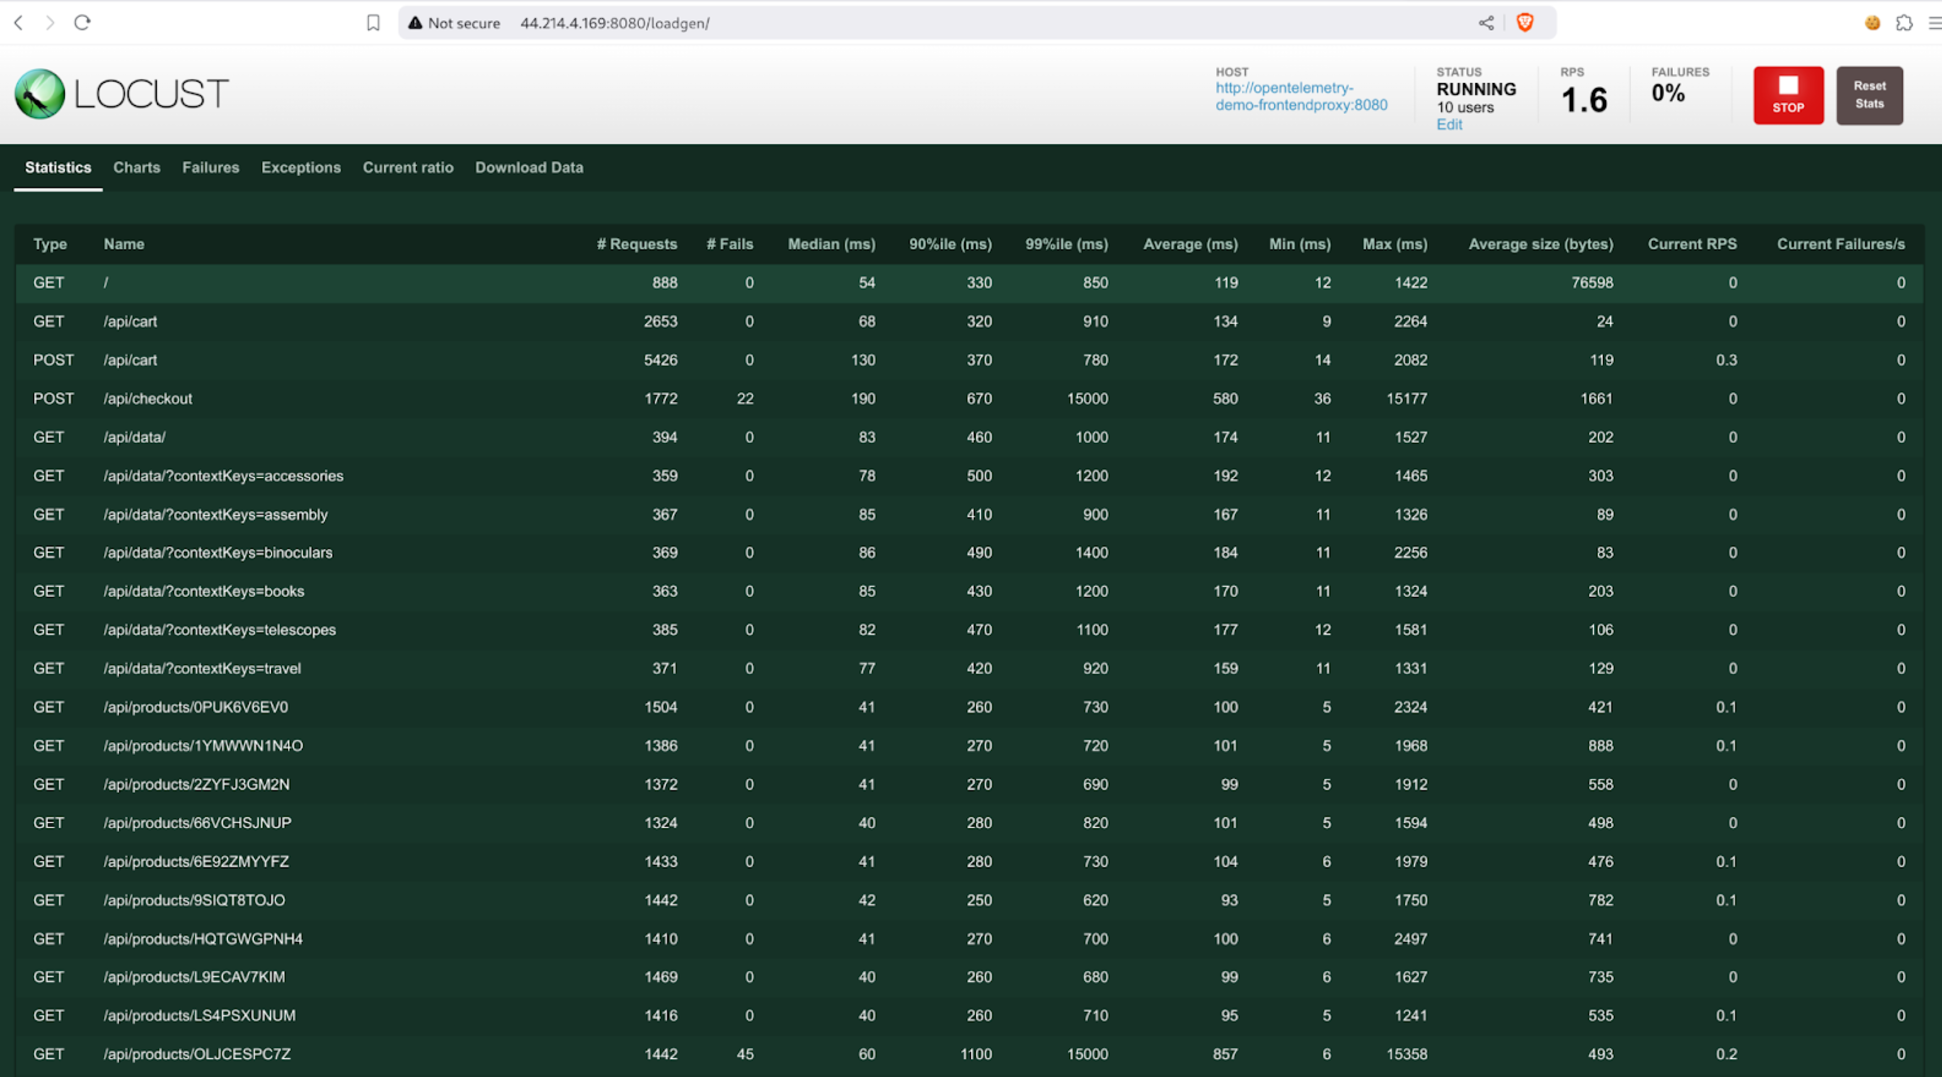 Not secure 44.214.4.169:8080/loadgen/
LOCUST
HOST
http://opentelemetry-
demo-frontendproxy:8080
STATUS
RUNNING
10 users
Edit
RPS
1.6
FAILURES
0%
STOP
Reset
Stats
Statistics Charts Failures Exceptions Current ratio Download Data
Type Name # Requests # Fails Median (ms) 90%ile (ms) 99%ile (ms) Average (ms) Min (ms) Max (ms) Average size (bytes) Current RPS Current Failures/s
GET / 888 0 54 330 850 119 12 1422 76598 0 0
GET /api/cart 2653 0 68 320 910 134 9 2264 24 0 0
POST /api/cart 5426 0 130 370 780 172 14 2082 119 0.3 0
POST /api/checkout 1772 22 190 670 15000 580 36 15177 1661 0 0
GET /api/data/ 394 0 83 460 1000 174 11 1527 202 0 0
GET /api/data/?contextKeys=accessories 359 0 78 500 1200 192 12 1465 303 0 0
GET /api/data/?contextKeys=assembly 367 0 85 410 900 167 11 1326 89 0 0
GET /api/data/?contextKeys=binoculars 369 0 86 490 1400 184 11 2256 83 0 0
GET /api/data/?contextKeys=books 363 0 85 430 1200 170 11 1324 203 0 0
GET /api/data/?contextKeys=telescopes 385 0 82 470 1100 177 12 1581 106 0 0
GET /api/data/?contextKeys=travel 371 0 77 420 920 159 11 1331 129 0 0
GET /api/products/0PUK6V6EV0 1504 0 41 260 730 100 5 2324 421 0.1 0
GET /api/products/1YMWWN1N4O 1386 0 41 270 720 101 5 1968 888 0.1 0
GET /api/products/2ZYFJ3GM2N 1372 0 41 270 690 99 5 1912 558 0 0
GET /api/products/66VCHSJNUP 1324 0 40 280 820 101 5 1594 498 0 0
GET /api/products/6E92ZMYYFZ 1433 0 41 280 730 104 6 1979 476 0.1 0
GET /api/products/9SIQT8TOJO 1442 0 42 250 620 93 5 1750 782 0.1 0
GET /api/products/HQTGWGPNH4 1410 0 41 270 700 100 6 2497 741 0 0
GET /api/products/L9ECAV7KIM 1469 0 40 260 680 99 6 1627 735 0 0
GET /api/products/LS4PSXUNUM 1416 0 40 260 710 95 5 1241 535 0.1 0
GET /api/products/OLJCESPC7Z 1442 45 60 1100 15000 857 6 15358 493 0.2 0